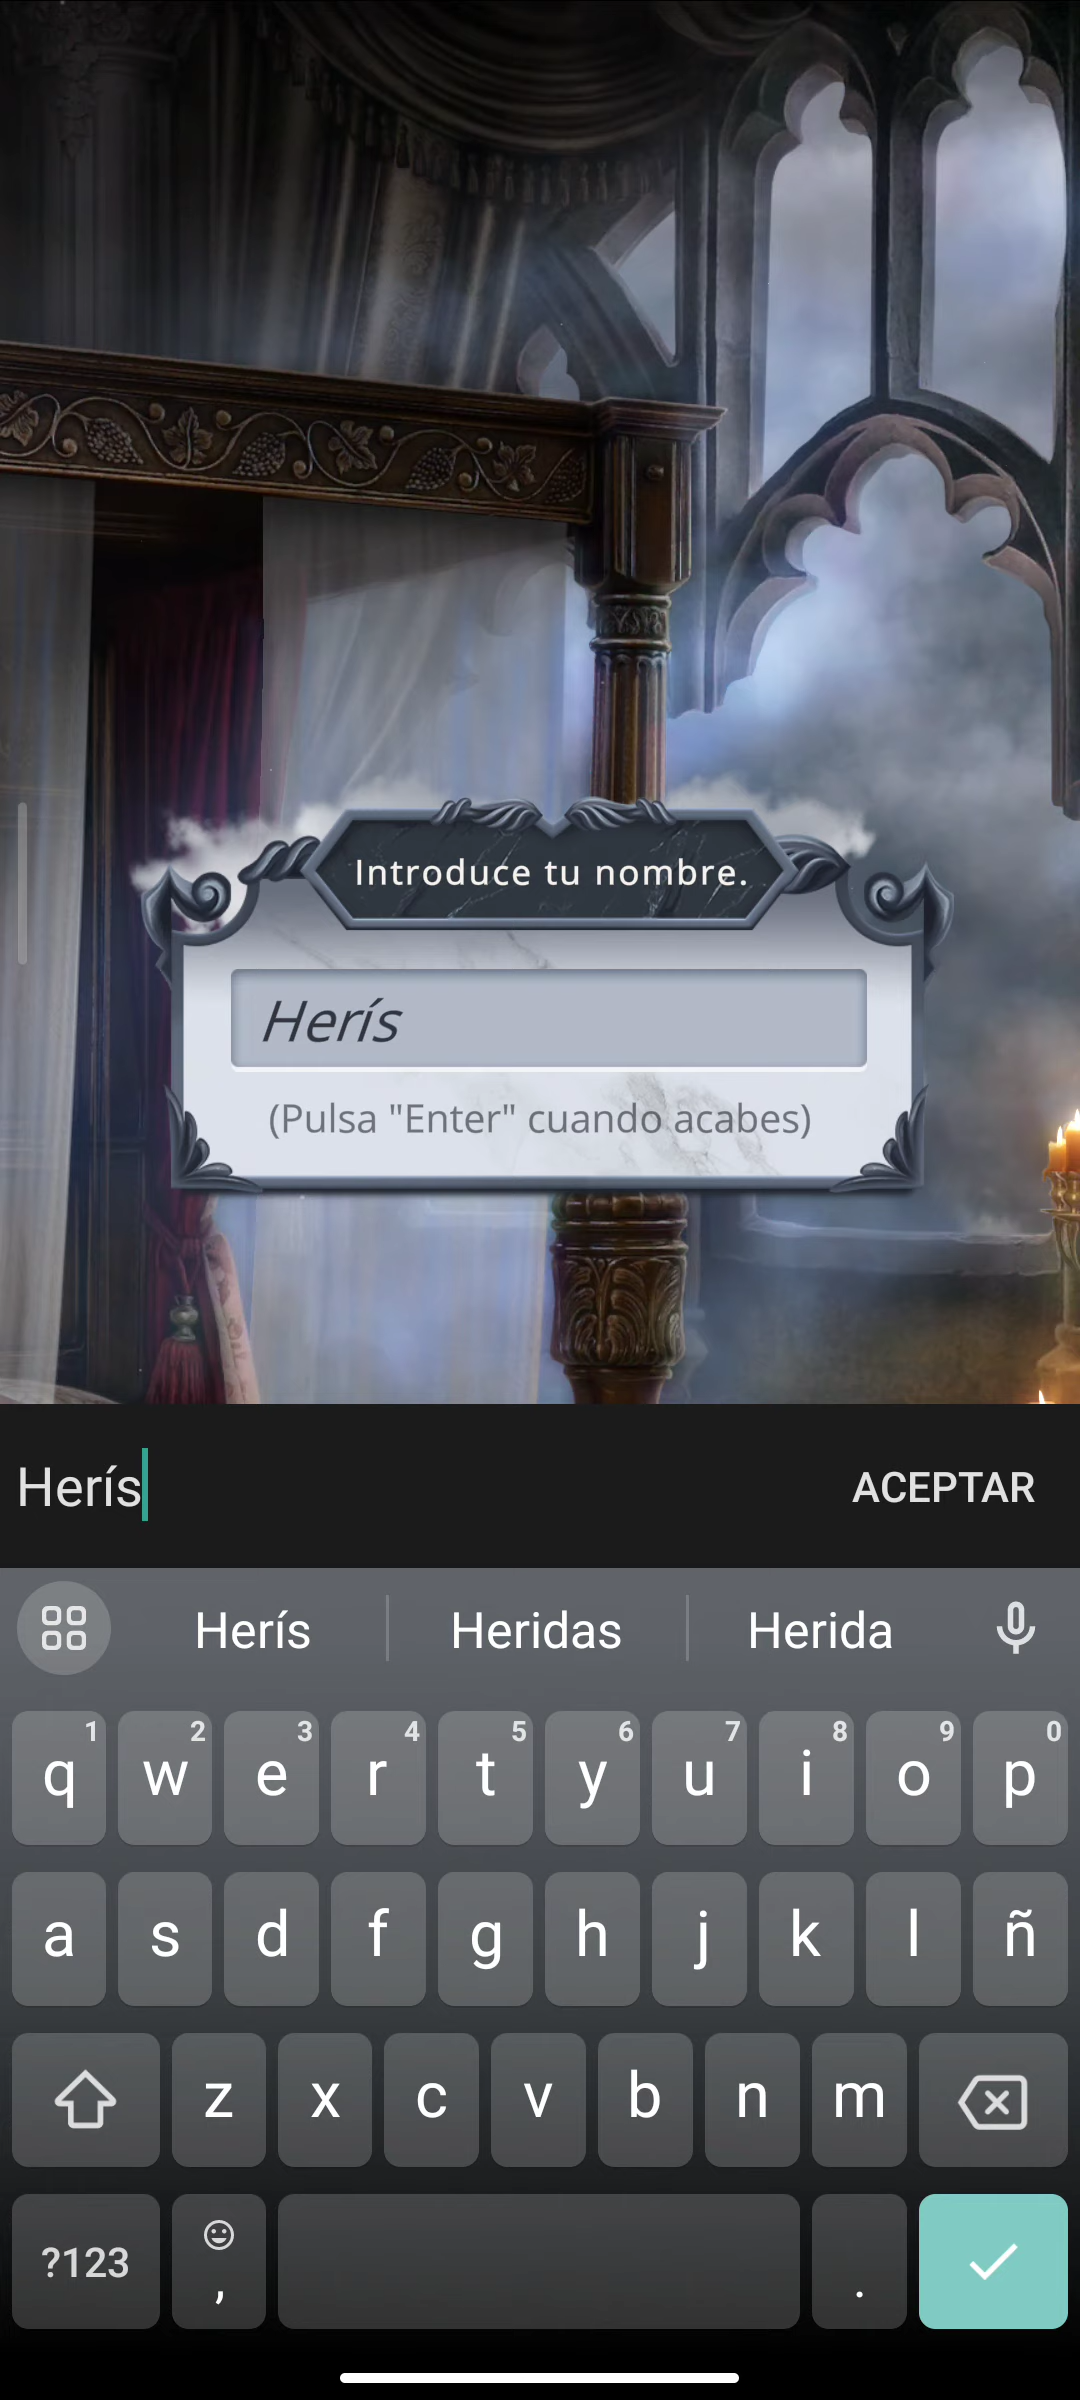 Introduce tu nombre.
Herís
(Pulsa "Enter" cuando acabes)
Herís
ACEPTAR
Herís Heridas Herida
1 2 3 4 5 6 7 8 9 0
q w e r t y u i o p
a s d f g h j k l ñ
z x c v b n m
?123 , .